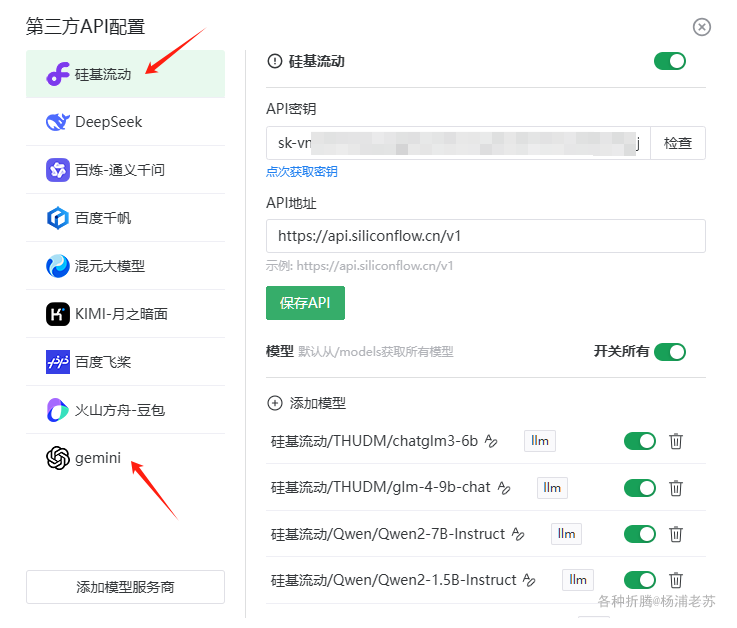 第三方API配置
硅基流动
DeepSeek
百炼-通义千问
百度千帆
混元大模型
KIMI-月之暗面
百度飞桨
火山方舟-豆包
gemini
添加模型服务商
硅基流动
API密钥
sk-vn
检查
点次获取密钥
API地址
https://api.siliconflow.cn/v1
示例: https://api.siliconflow.cn/v1
保存API
模型 默认从/models获取所有模型 开关所有
添加模型
硅基流动/THUDM/chatglm3-6b llm
硅基流动/THUDM/glm-4-9b-chat llm
硅基流动/Qwen/Qwen2-7B-Instruct llm
硅基流动/Qwen/Qwen2-1.5B-Instruct llm
各种折腾@杨浦老苏